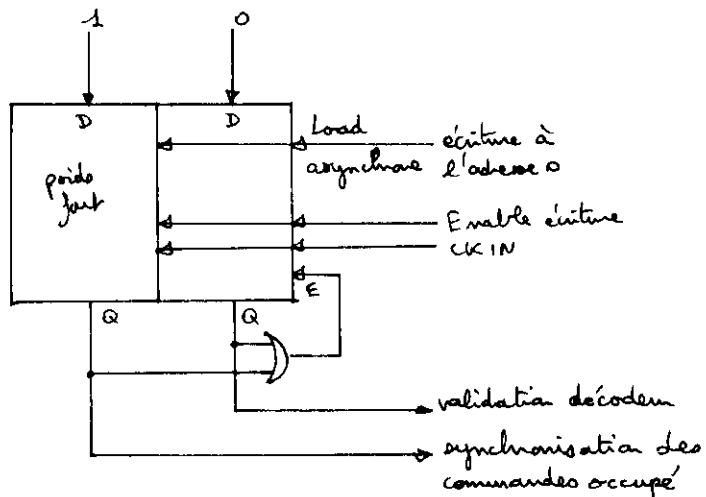 1 0
D D
Load
asynchrone
écriture à
l'adresse 0
poids
fort
Enable écriture
CKIN
E
Q Q
validation décodeur
synchronisation des
commandes occupé